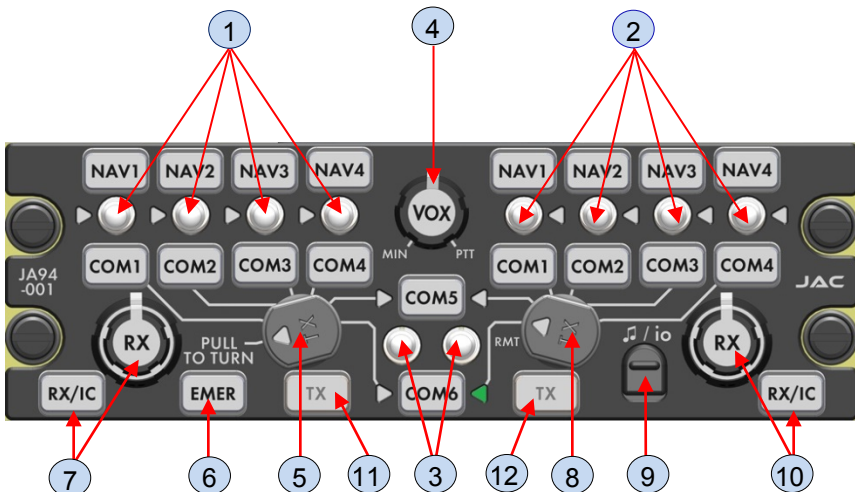 1
4
2
NAV1 NAV2 NAV3 NAV4
NAV1 NAV2 NAV3 NAV4
VOX
MIN PTT
COM1 COM2 COM3 COM4
COM1 COM2 COM3 COM4
JA94
-001
JAC
COM5
RX
PULL
TO TURN
TX
RMT
TX
♫ / io
RX
RX/IC
EMER
TX
COM6
TX
RX/IC
7
6
5
11
3
12
8
9
10